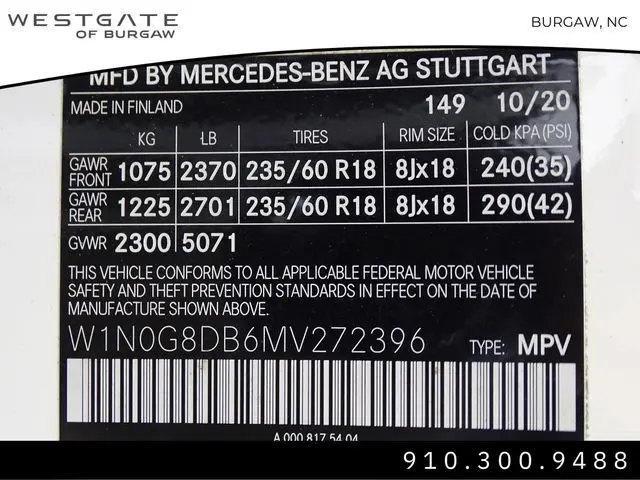 WESTGATE
OF BURGAW
BURGAW, NC
MFD BY MERCEDES-BENZ AG STUTTGART
MADE IN FINLAND 149 10/20
KG LB TIRES RIM SIZE COLD KPA(PSI)
GAWR FRONT 1075 2370 235/60 R18 8Jx18 240(35)
GAWR REAR 1225 2701 235/60 R18 8Jx18 290(42)
GVWR 2300 5071
THIS VEHICLE CONFORMS TO ALL APPLICABLE FEDERAL MOTOR VEHICLE
SAFETY AND THEFT PREVENTION STANDARDS IN EFFECT ON THE DATE OF
MANUFACTURE SHOWN ABOVE.
W1N0G8DB6MV272396 TYPE: MPV
A 000 817 54 04
910.300.9488